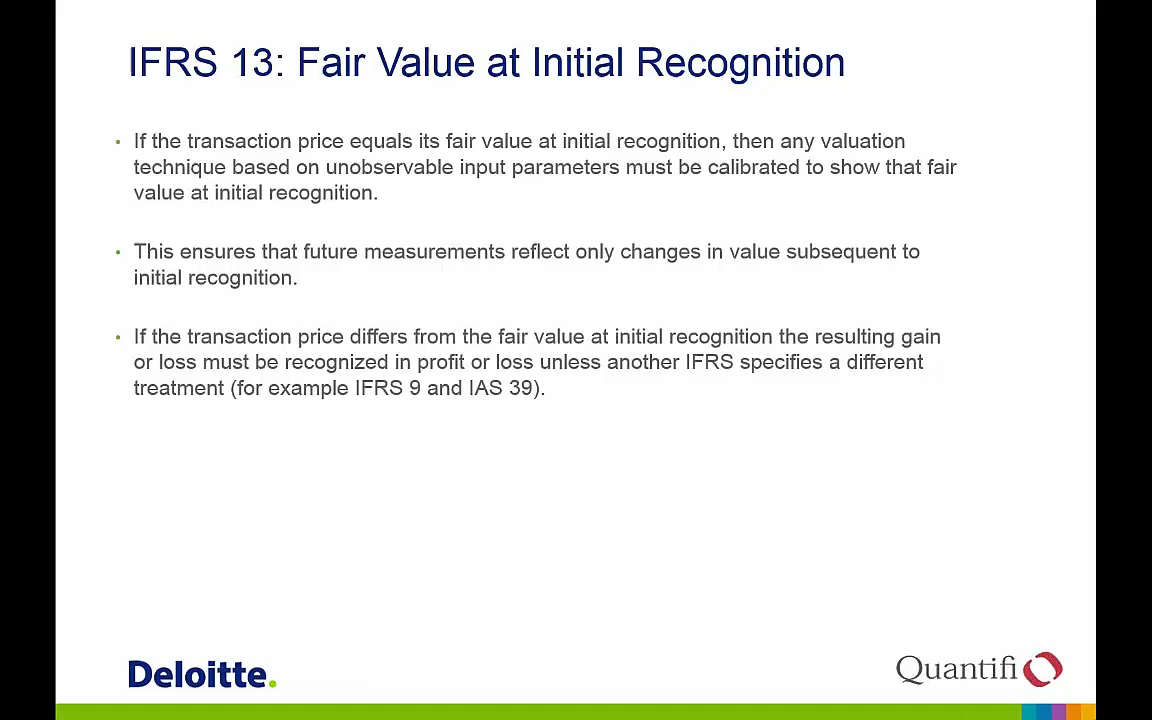 IFRS 13: Fair Value at Initial Recognition
• If the transaction price equals its fair value at initial recognition, then any valuation
technique based on unobservable input parameters must be calibrated to show that fair
value at initial recognition.
• This ensures that future measurements reflect only changes in value subsequent to
initial recognition.
• If the transaction price differs from the fair value at initial recognition the resulting gain
or loss must be recognized in profit or loss unless another IFRS specifies a different
treatment (for example IFRS 9 and IAS 39).
Deloitte.
Quantifi